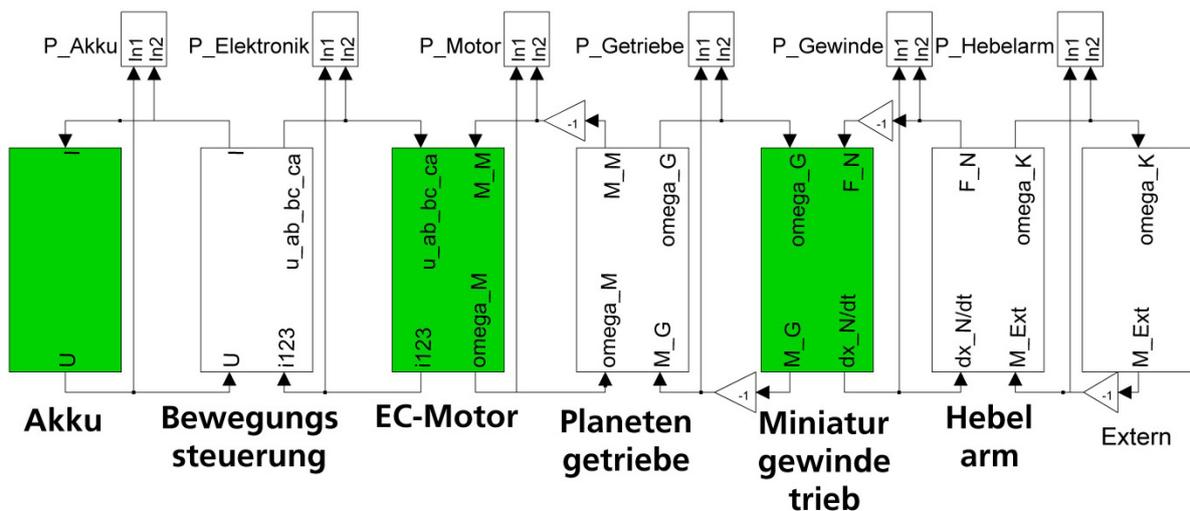 P_Akku
In1
In2
P_Elektronik
In1
In2
P_Motor
In1
In2
P_Getriebe
In1
In2
P_Gewinde
In1
In2
P_Hebelarm
In1
In2
-1
-1
I
U
I
u_ab_bc_ca
U
i123
u_ab_bc_ca
M_M
i123
omega_M
M_M
omega_G
omega_M
M_G
omega_G
F_N
M_G
dx_N/dt
F_N
omega_K
dx_N/dt
M_Ext
omega_K
M_Ext
-1
-1
Akku
Bewegungs
steuerung
EC-Motor
Planeten
getriebe
Miniatur
gewinde
trieb
Hebel
arm
Extern